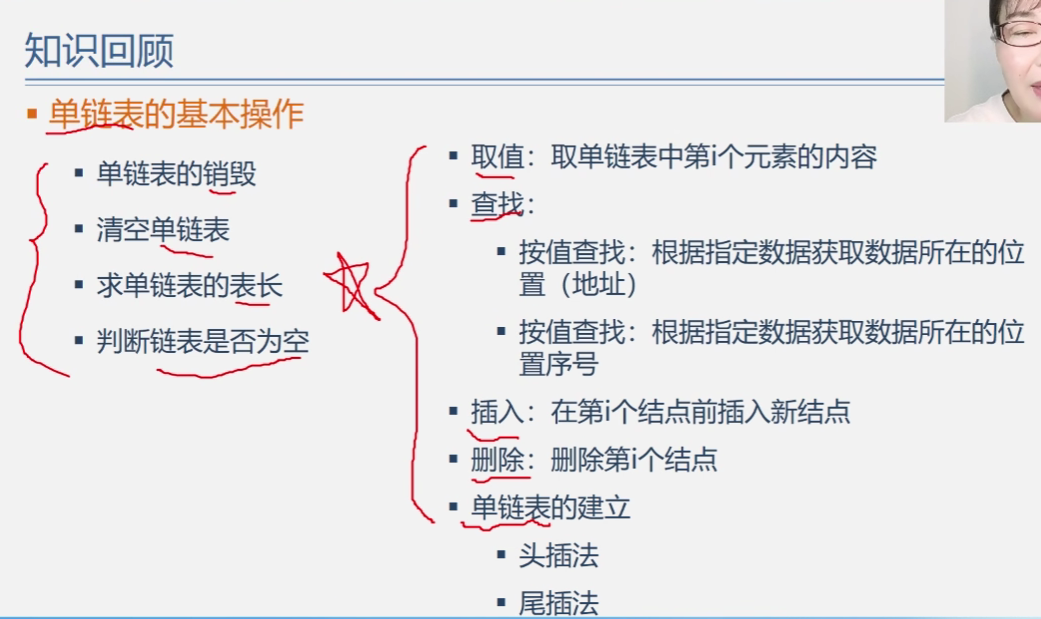 知识回顾
单链表的基本操作
单链表的销毁
清空单链表
求单链表的表长
判断链表是否为空
取值：取单链表中第i个元素的内容
查找：
按值查找：根据指定数据获取数据所在的位
置（地址）
按值查找：根据指定数据获取数据所在的位
置序号
插入：在第i个结点前插入新结点
删除：删除第i个结点
单链表的建立
头插法
尾插法